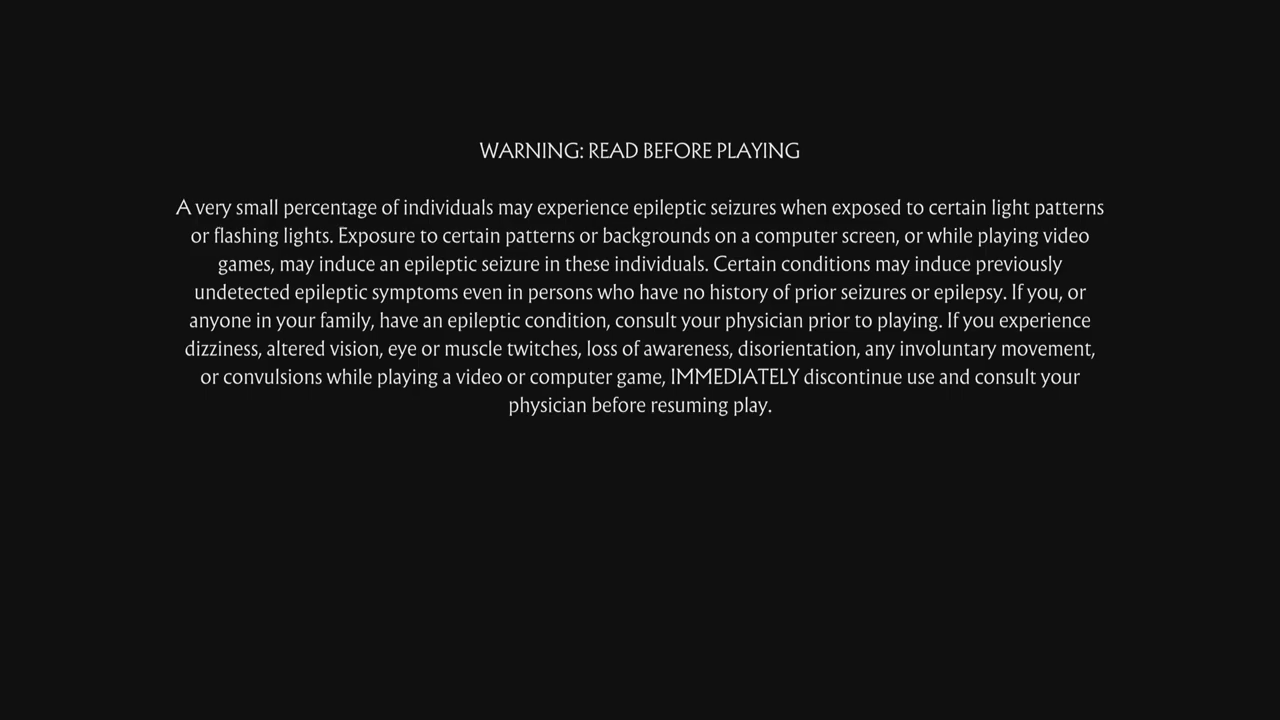 WARNING: READ BEFORE PLAYING
A very small percentage of individuals may experience epileptic seizures when exposed to certain light patterns
or flashing lights. Exposure to certain patterns or backgrounds on a computer screen, or while playing video
games, may induce an epileptic seizure in these individuals. Certain conditions may induce previously
undetected epileptic symptoms even in persons who have no history of prior seizures or epilepsy. If you, or
anyone in your family, have an epileptic condition, consult your physician prior to playing. If you experience
dizziness, altered vision, eye or muscle twitches, loss of awareness, disorientation, any involuntary movement,
or convulsions while playing a video or computer game, IMMEDIATELY discontinue use and consult your
physician before resuming play.